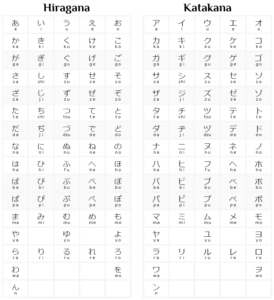 Hiragana Katakana
あ い う え お ア イ ウ エ オ
a i u e o a i u e o
か き く け こ カ キ ク ケ コ
ka ki ku ke ko ka ki ku ke ko
が ぎ ぐ げ ご ガ ギ グ ゲ ゴ
ga gi gu ge go ga gi gu ge go
さ し す せ そ サ シ ス セ ソ
sa shi su se so sa shi su se so
ざ じ ず ぜ ぞ ザ ジ ズ ゼ ゾ
za ji zu ze zo za ji zu ze zo
た ち つ て と タ チ ツ テ ト
ta chi tsu te to ta chi tsu te to
だ ぢ づ で ど ダ ヂ ヅ デ ド
da de do da de do
な に ぬ ね の ナ ニ ヌ ネ ノ
na ni nu ne no na ni nu ne no
は ひ ふ へ ほ ハ ヒ フ ヘ ホ
ha hi fu he ho ha hi fu he ho
ば び ぶ べ ぼ バ ビ ブ ベ ボ
ba bi bu be bo ba bi bu be bo
ぱ ぴ ぷ ぺ ぽ パ ピ プ ペ ポ
pa pi pu pe po pa pi pu pe po
ま み む め も マ ミ ム メ モ
ma mi mu me mo ma mi mu me mo
や ゆ よ ヤ ユ ヨ
ya yu yo ya yu yo
ら り る れ ろ ラ リ ル レ ロ
ra ri ru re ro ra ri ru re ro
わ を ワ ヲ
wa wo wa wo
ん ン
n n